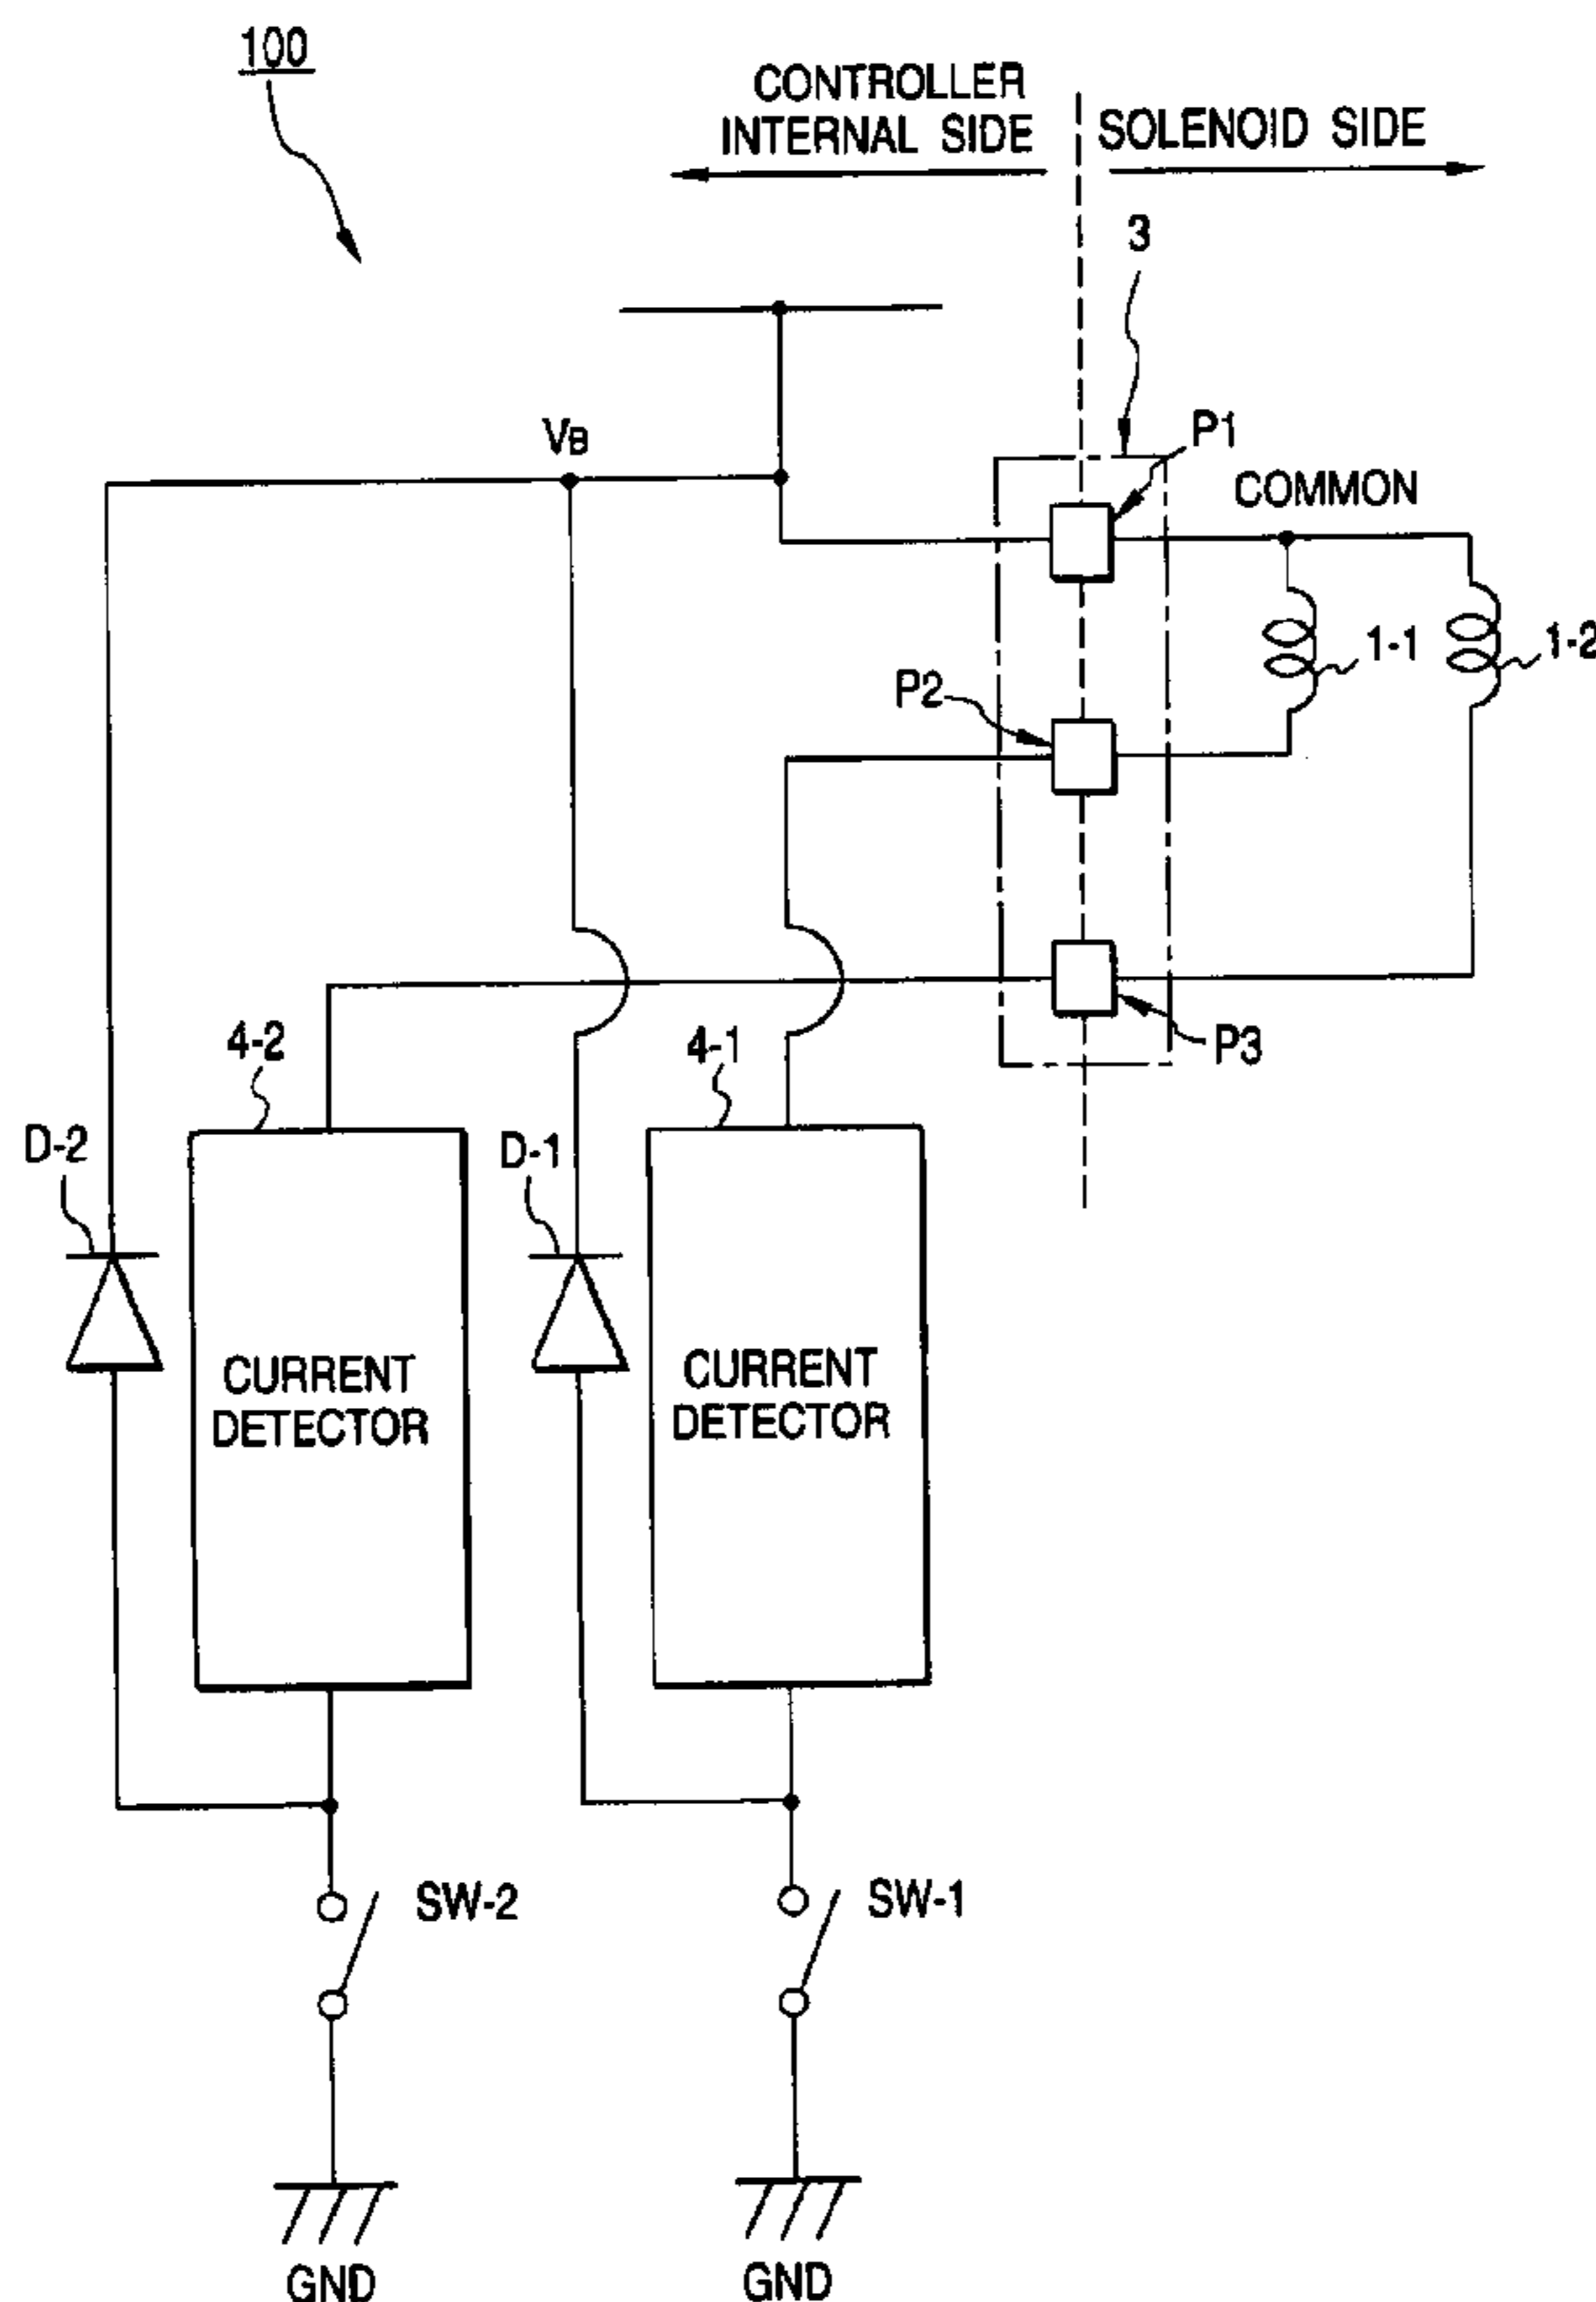 100
CONTROLLER
INTERNAL SIDE
SOLENOID SIDE
3
P1
VB
COMMON
1-1
1-2
P2
P3
4-2
4-1
D-2
D-1
CURRENT
DETECTOR
CURRENT
DETECTOR
SW-2
SW-1
GND
GND